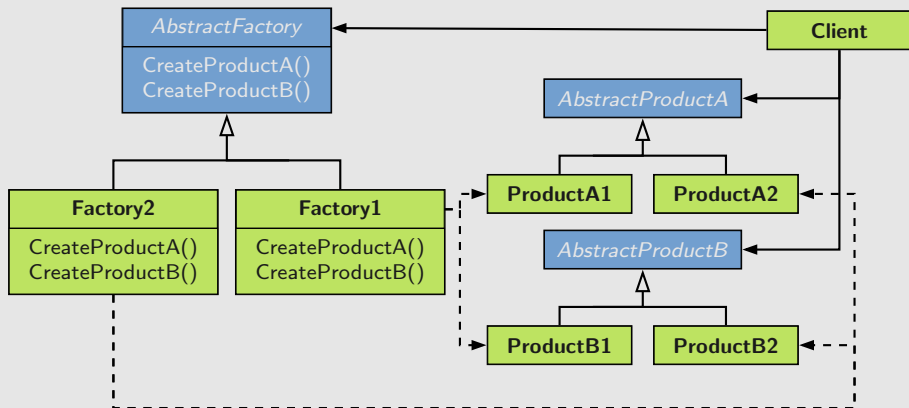 AbstractFactory
CreateProductA()
CreateProductB()
Client
AbstractProductA
ProductA1
ProductA2
Factory2
CreateProductA()
CreateProductB()
Factory1
CreateProductA()
CreateProductB()
AbstractProductB
ProductB1
ProductB2